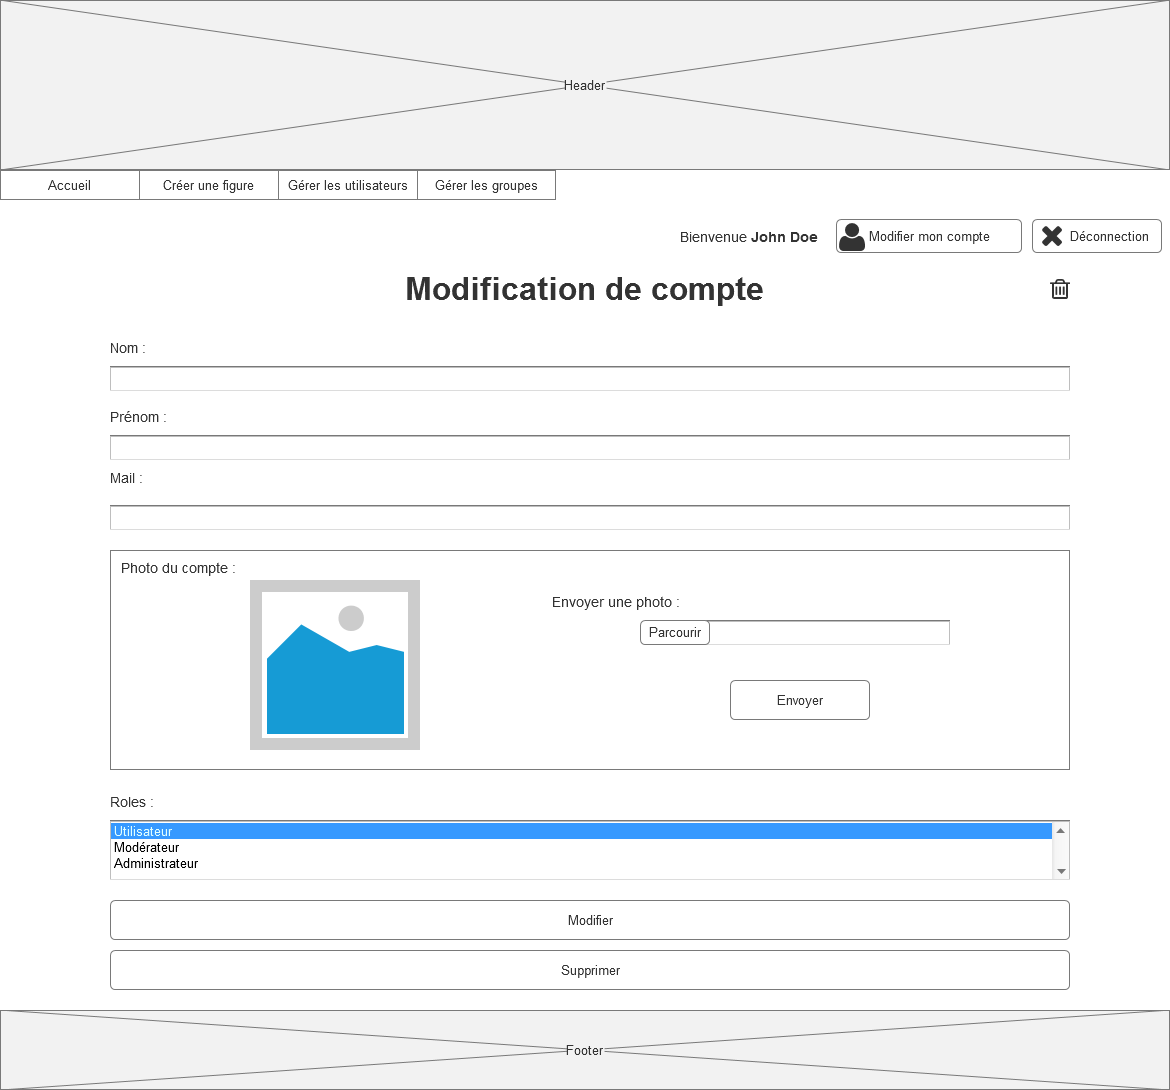 Header
Accueil Créer une figure Gérer les utilisateurs Gérer les groupes
Bienvenue John Doe Modifier mon compte Déconnection
Modification de compte
Nom :
Prénom :
Mail :
Photo du compte :
Envoyer une photo :
Parcourir
Envoyer
Roles :
Utilisateur
Modérateur
Administrateur
Modifier
Supprimer
Footer